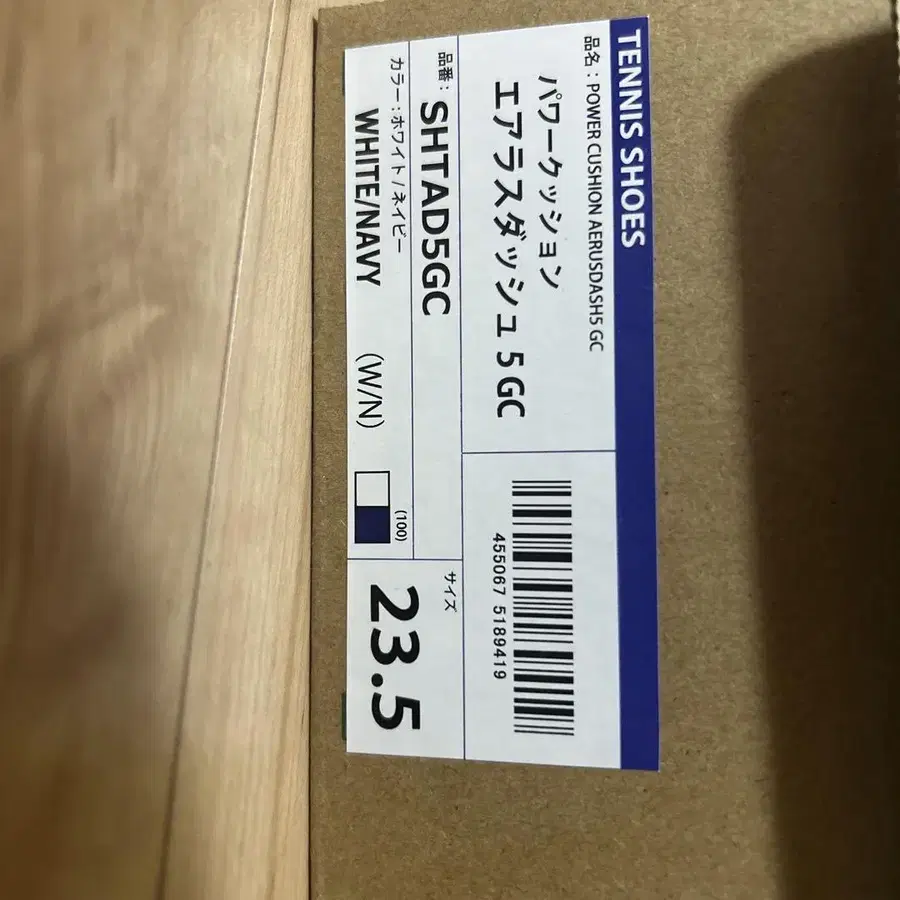 TENNIS SHOES
品名：POWER CUSHION AERUSDASH5 GC
パワークッション
エアラスダッシュ 5 GC
455067 5189419
品番：SHTAD5GC
カラー：ホワイト / ネイビー
WHITE/NAVY (W/N)
(100)
サイズ
23.5